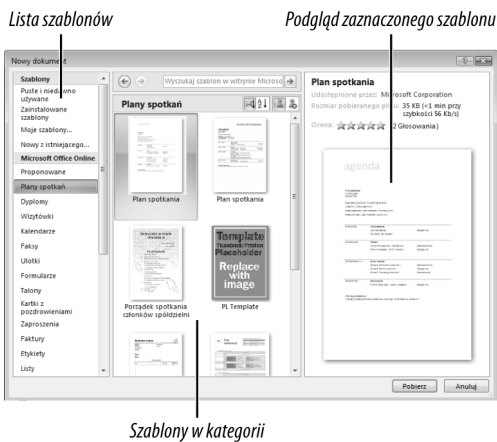 Lista szablonów
Podgląd zaznaczonego szablonu
Nowy dokument
Szablony
Puste i niedawno
używane
Zainstalowane
szablony
Moje szablony...
Nowy z istniejącego...
Microsoft Office Online
Proponowane
Plany spotkań
Dyplomy
Wizytówki
Kalendarze
Faksy
Ulotki
Formularze
Talony
Kartki z
pozdrowieniami
Zaproszenia
Faktury
Etykiety
Listy
Wyszukaj szablon w witrynie Microso
Plany spotkań
Plan spotkania
Plan spotkania
Porządek spotkania
członków spółdzielni
Template
Placeholder
Replace
with
image
PL Template
Plan spotkania
Udostępnione przez: Microsoft Corporation
Rozmiar pobieranego pliku: 35 KB (<1 min przy
szybkości 56 Kb/s)
Ocena: (2 Głosowania)
agenda
Pobierz
Anuluj
Szablony w kategorii